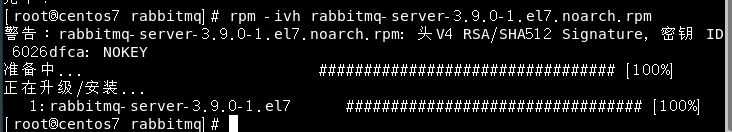 [root@centos7 rabbitmq]# rpm -ivh rabbitmq-server-3.9.0-1.el7.noarch.rpm
警告：rabbitmq-server-3.9.0-1.el7.noarch.rpm: 头V4 RSA/SHA512 Signature, 密钥 ID
6026dfca: NOKEY
准备中... ################################# [100%]
正在升级/安装...
1:rabbitmq-server-3.9.0-1.el7 ################################# [100%]
[root@centos7 rabbitmq]#